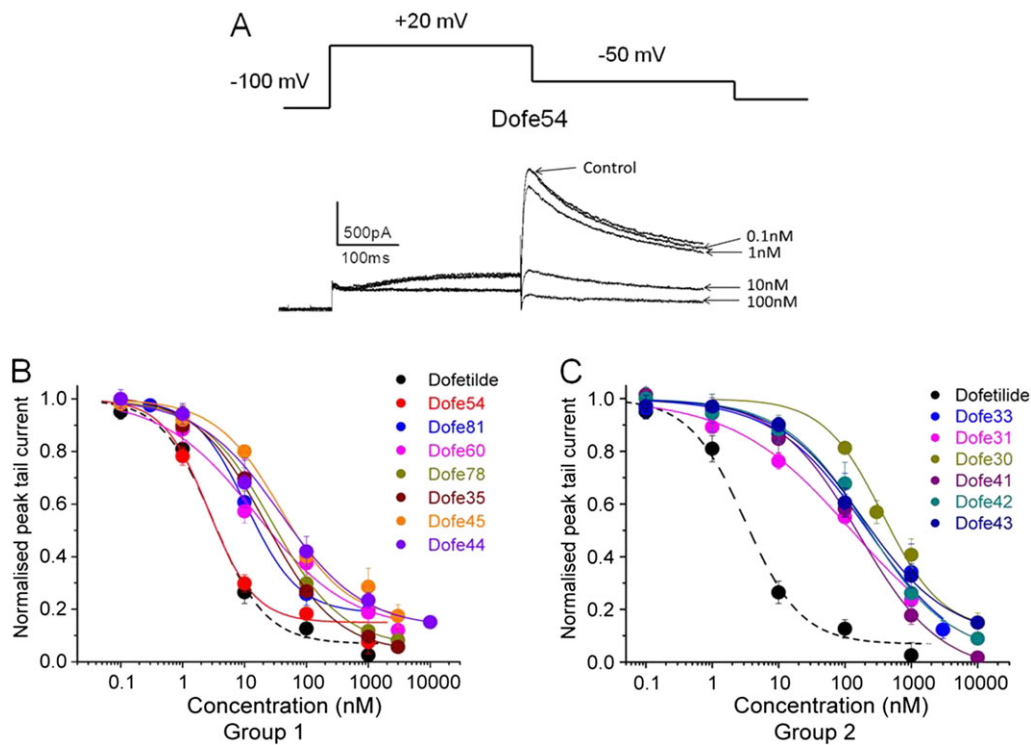 A
+20 mV
-50 mV
-100 mV
Dofe54
Control
500pA
100ms
0.1nM
1nM
10nM
100nM
B
Normalised peak tail current
1.0
0.8
0.6
0.4
0.2
0.0
Dofetilde
Dofe54
Dofe81
Dofe60
Dofe78
Dofe35
Dofe45
Dofe44
0.1
1
10
100
1000
10000
Concentration (nM)
Group 1
C
Normalised peak tail current
1.0
0.8
0.6
0.4
0.2
0.0
Dofetilide
Dofe33
Dofe31
Dofe30
Dofe41
Dofe42
Dofe43
0.1
1
10
100
1000
10000
Concentration (nM)
Group 2